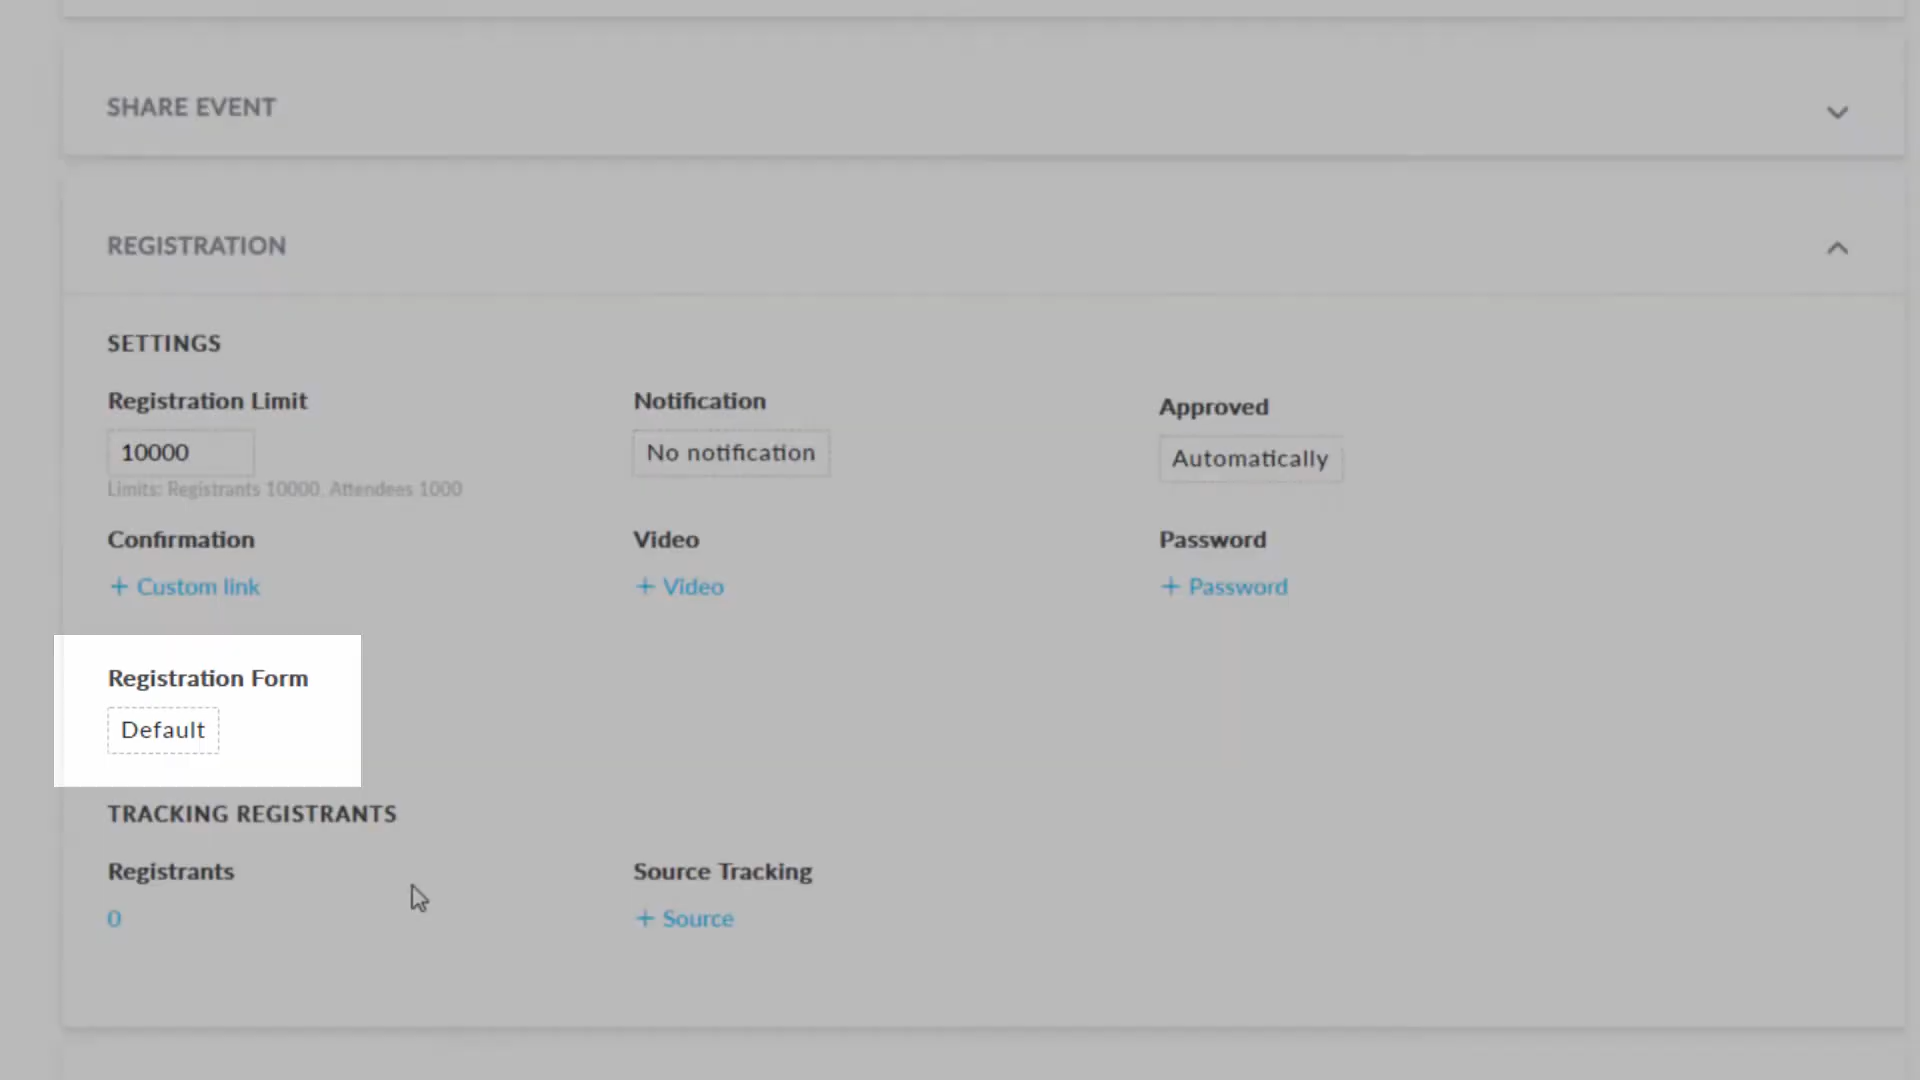 SHARE EVENT
REGISTRATION
SETTINGS
Registration Limit
10000
Limits: Registrants 10000, Attendees 1000
Notification
No notification
Approved
Automatically
Confirmation
+ Custom link
Video
+ Video
Password
+ Password
Registration Form
Default
TRACKING REGISTRANTS
Registrants
0
Source Tracking
+ Source